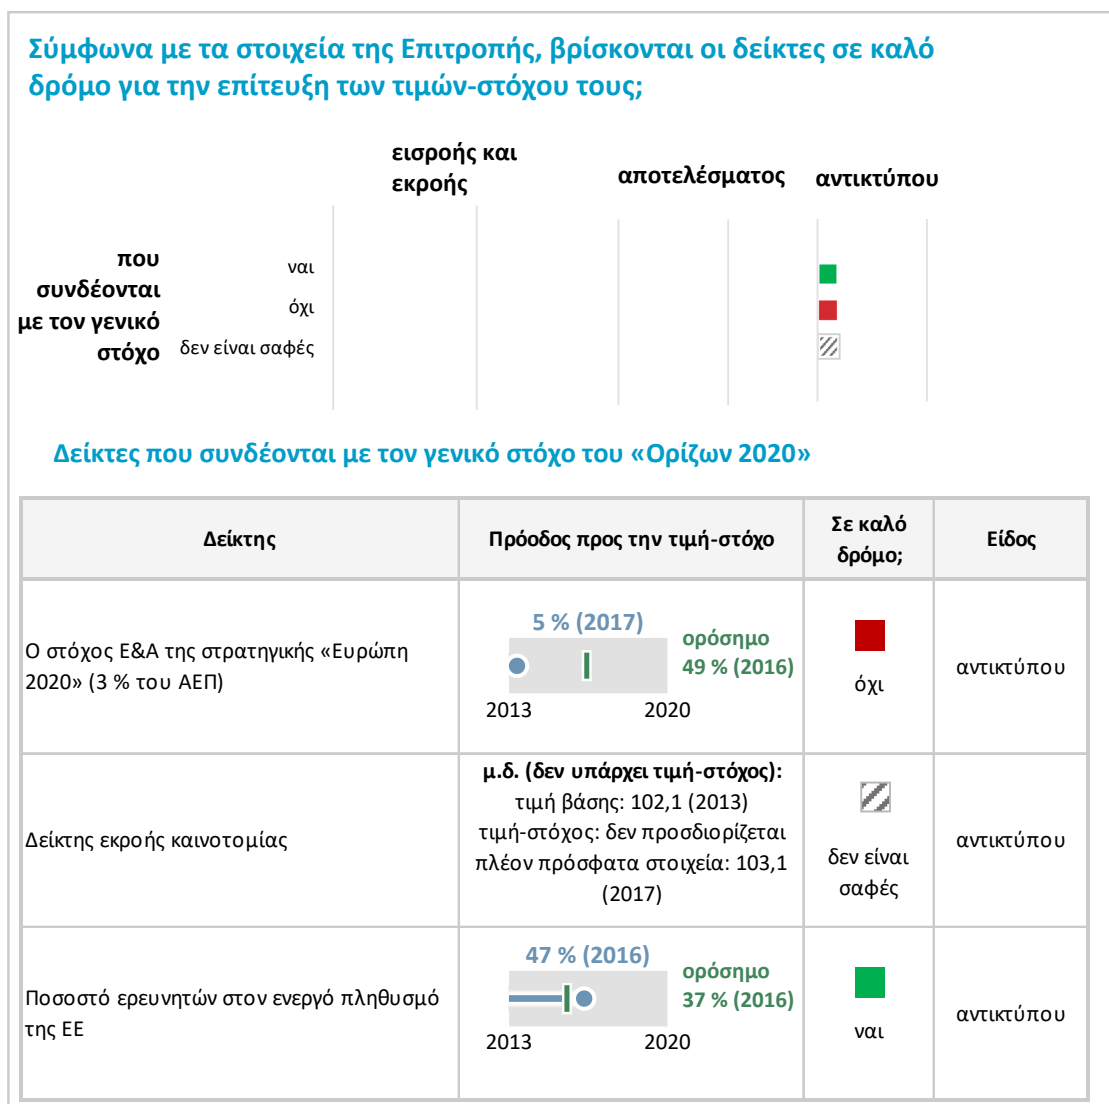 Σύμφωνα με τα στοιχεία της Επιτροπής, βρίσκονται οι δείκτες σε καλό
δρόμο για την επίτευξη των τιμών-στόχου τους;
εισροής και
εκροής
αποτελέσματος
αντικτύπου
που
συνδέονται
με τον γενικό
στόχο
ναι
όχι
δεν είναι σαφές
Δείκτες που συνδέονται με τον γενικό στόχο του «Ορίζων 2020»
Δείκτης
Πρόοδος προς την τιμή-στόχο
Σε καλό
δρόμο;
Είδος
Ο στόχος Ε&Α της στρατηγικής «Ευρώπη
2020» (3 % του ΑΕΠ)
5 % (2017)
ορόσημο
49 % (2016)
2013
2020
όχι
αντικτύπου
Δείκτης εκροής καινοτομίας
μ.δ. (δεν υπάρχει τιμή-στόχος):
τιμή βάσης: 102,1 (2013)
τιμή-στόχος: δεν προσδιορίζεται
πλέον πρόσφατα στοιχεία: 103,1
(2017)
δεν είναι
σαφές
αντικτύπου
Ποσοστό ερευνητών στον ενεργό πληθυσμό
της ΕΕ
47 % (2016)
ορόσημο
37 % (2016)
2013
2020
ναι
αντικτύπου